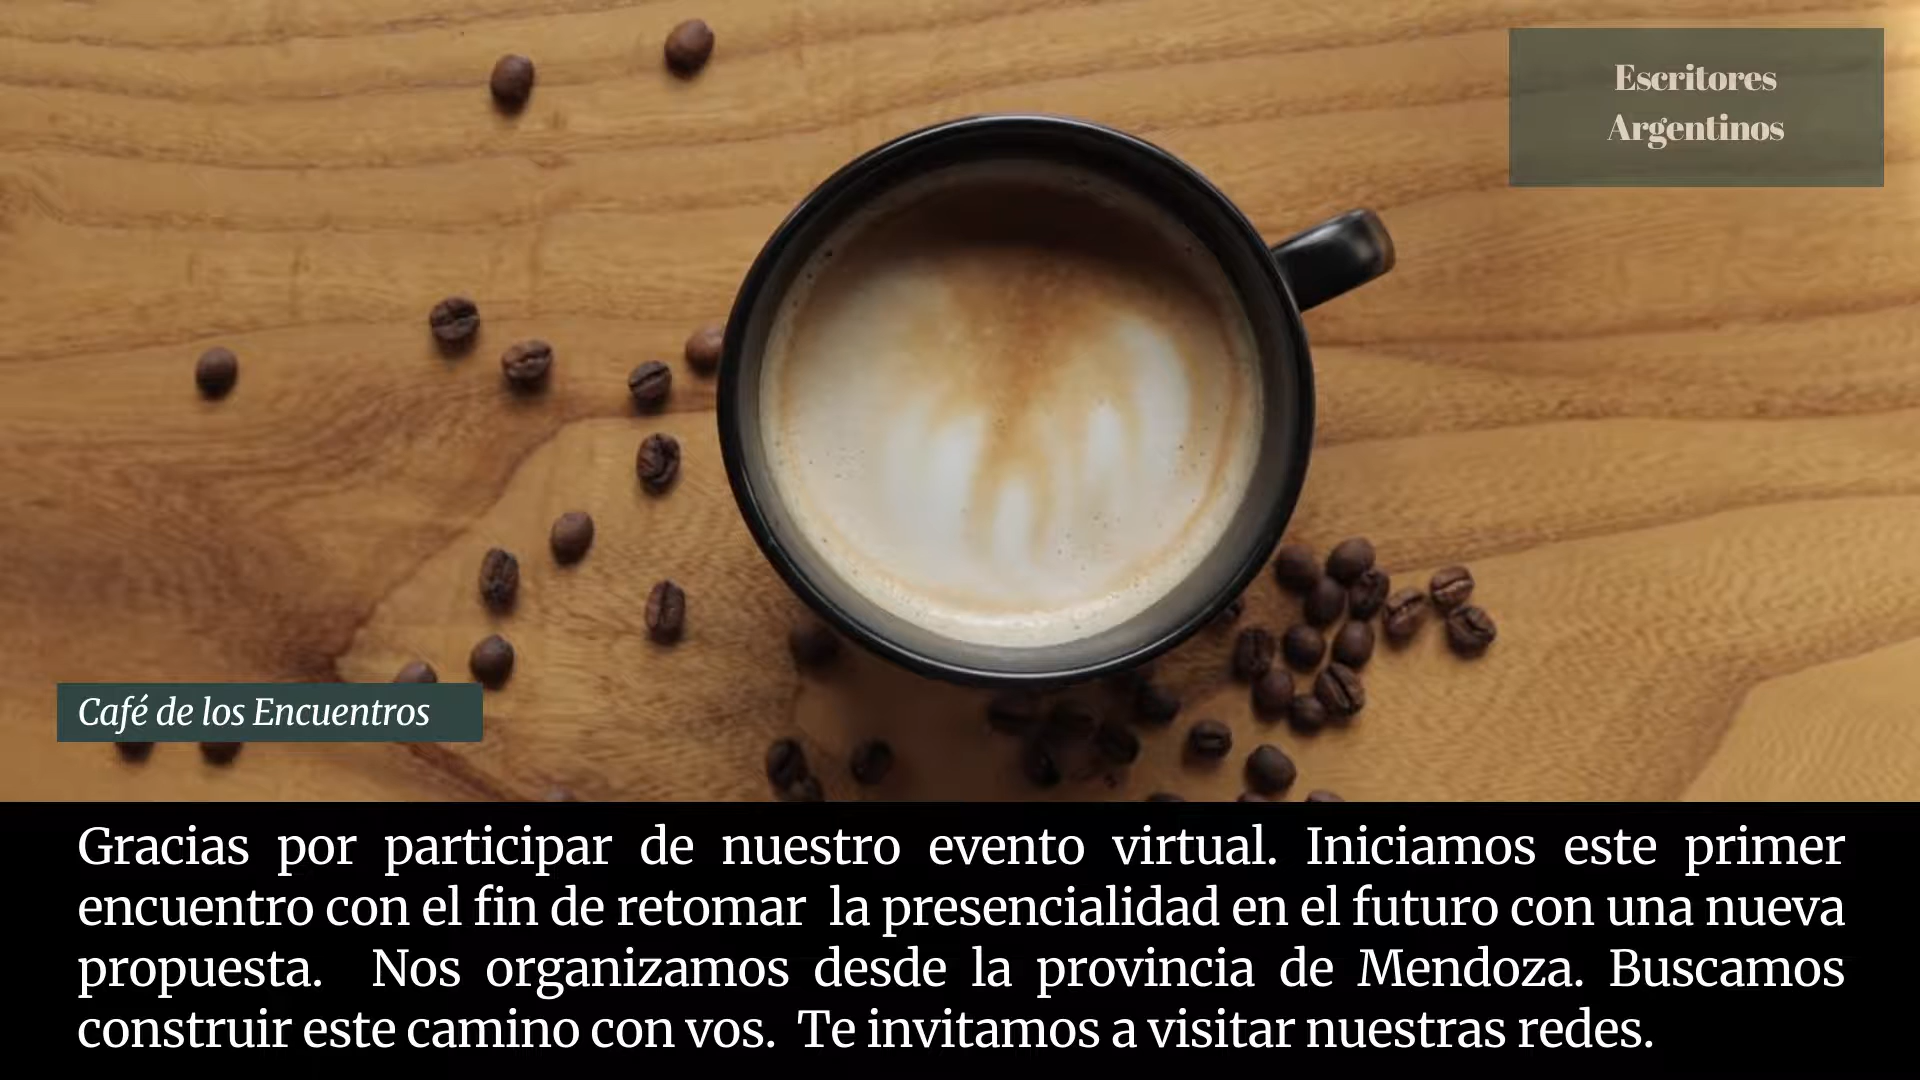 Escritores
Argentinos
Café de los Encuentros
Gracias por participar de nuestro evento virtual. Iniciamos este primer
encuentro con el fin de retomar la presencialidad en el futuro con una nueva
propuesta. Nos organizamos desde la provincia de Mendoza. Buscamos
construir este camino con vos. Te invitamos a visitar nuestras redes.